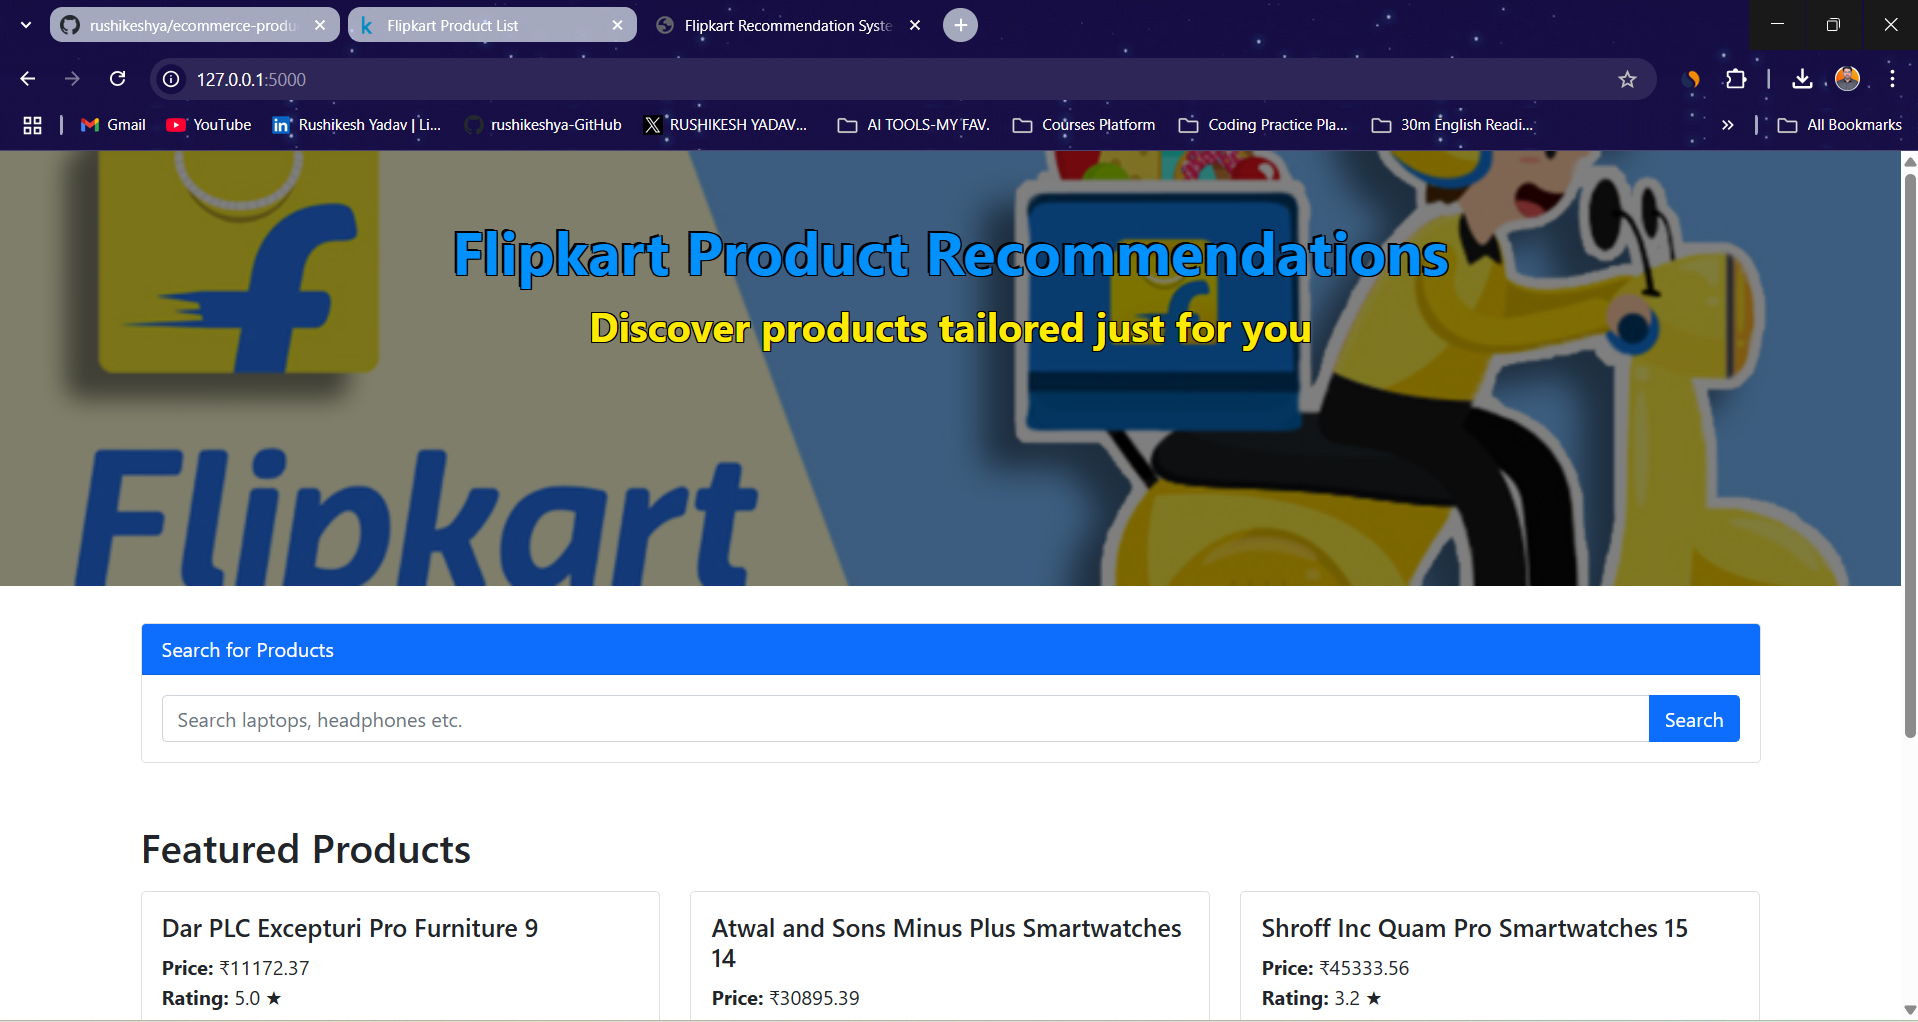 rushikeshya/ecommerce-produ
Flipkart Product List
Flipkart Recommendation Syste
127.0.0.1:5000
Gmail
YouTube
Rushikesh Yadav | Li...
rushikeshya-GitHub
RUSHIKESH YADAV...
AI TOOLS-MY FAV.
Courses Platform
Coding Practice Pla...
30m English Readi...
All Bookmarks
Flipkart Product Recommendations
Discover products tailored just for you
Flipkart
Search for Products
Search laptops, headphones etc.
Search
Featured Products
Dar PLC Excepturi Pro Furniture 9
Price: ₹11172.37
Rating: 5.0 ★
Atwal and Sons Minus Plus Smartwatches
14
Price: ₹30895.39
Shroff Inc Quam Pro Smartwatches 15
Price: ₹45333.56
Rating: 3.2 ★